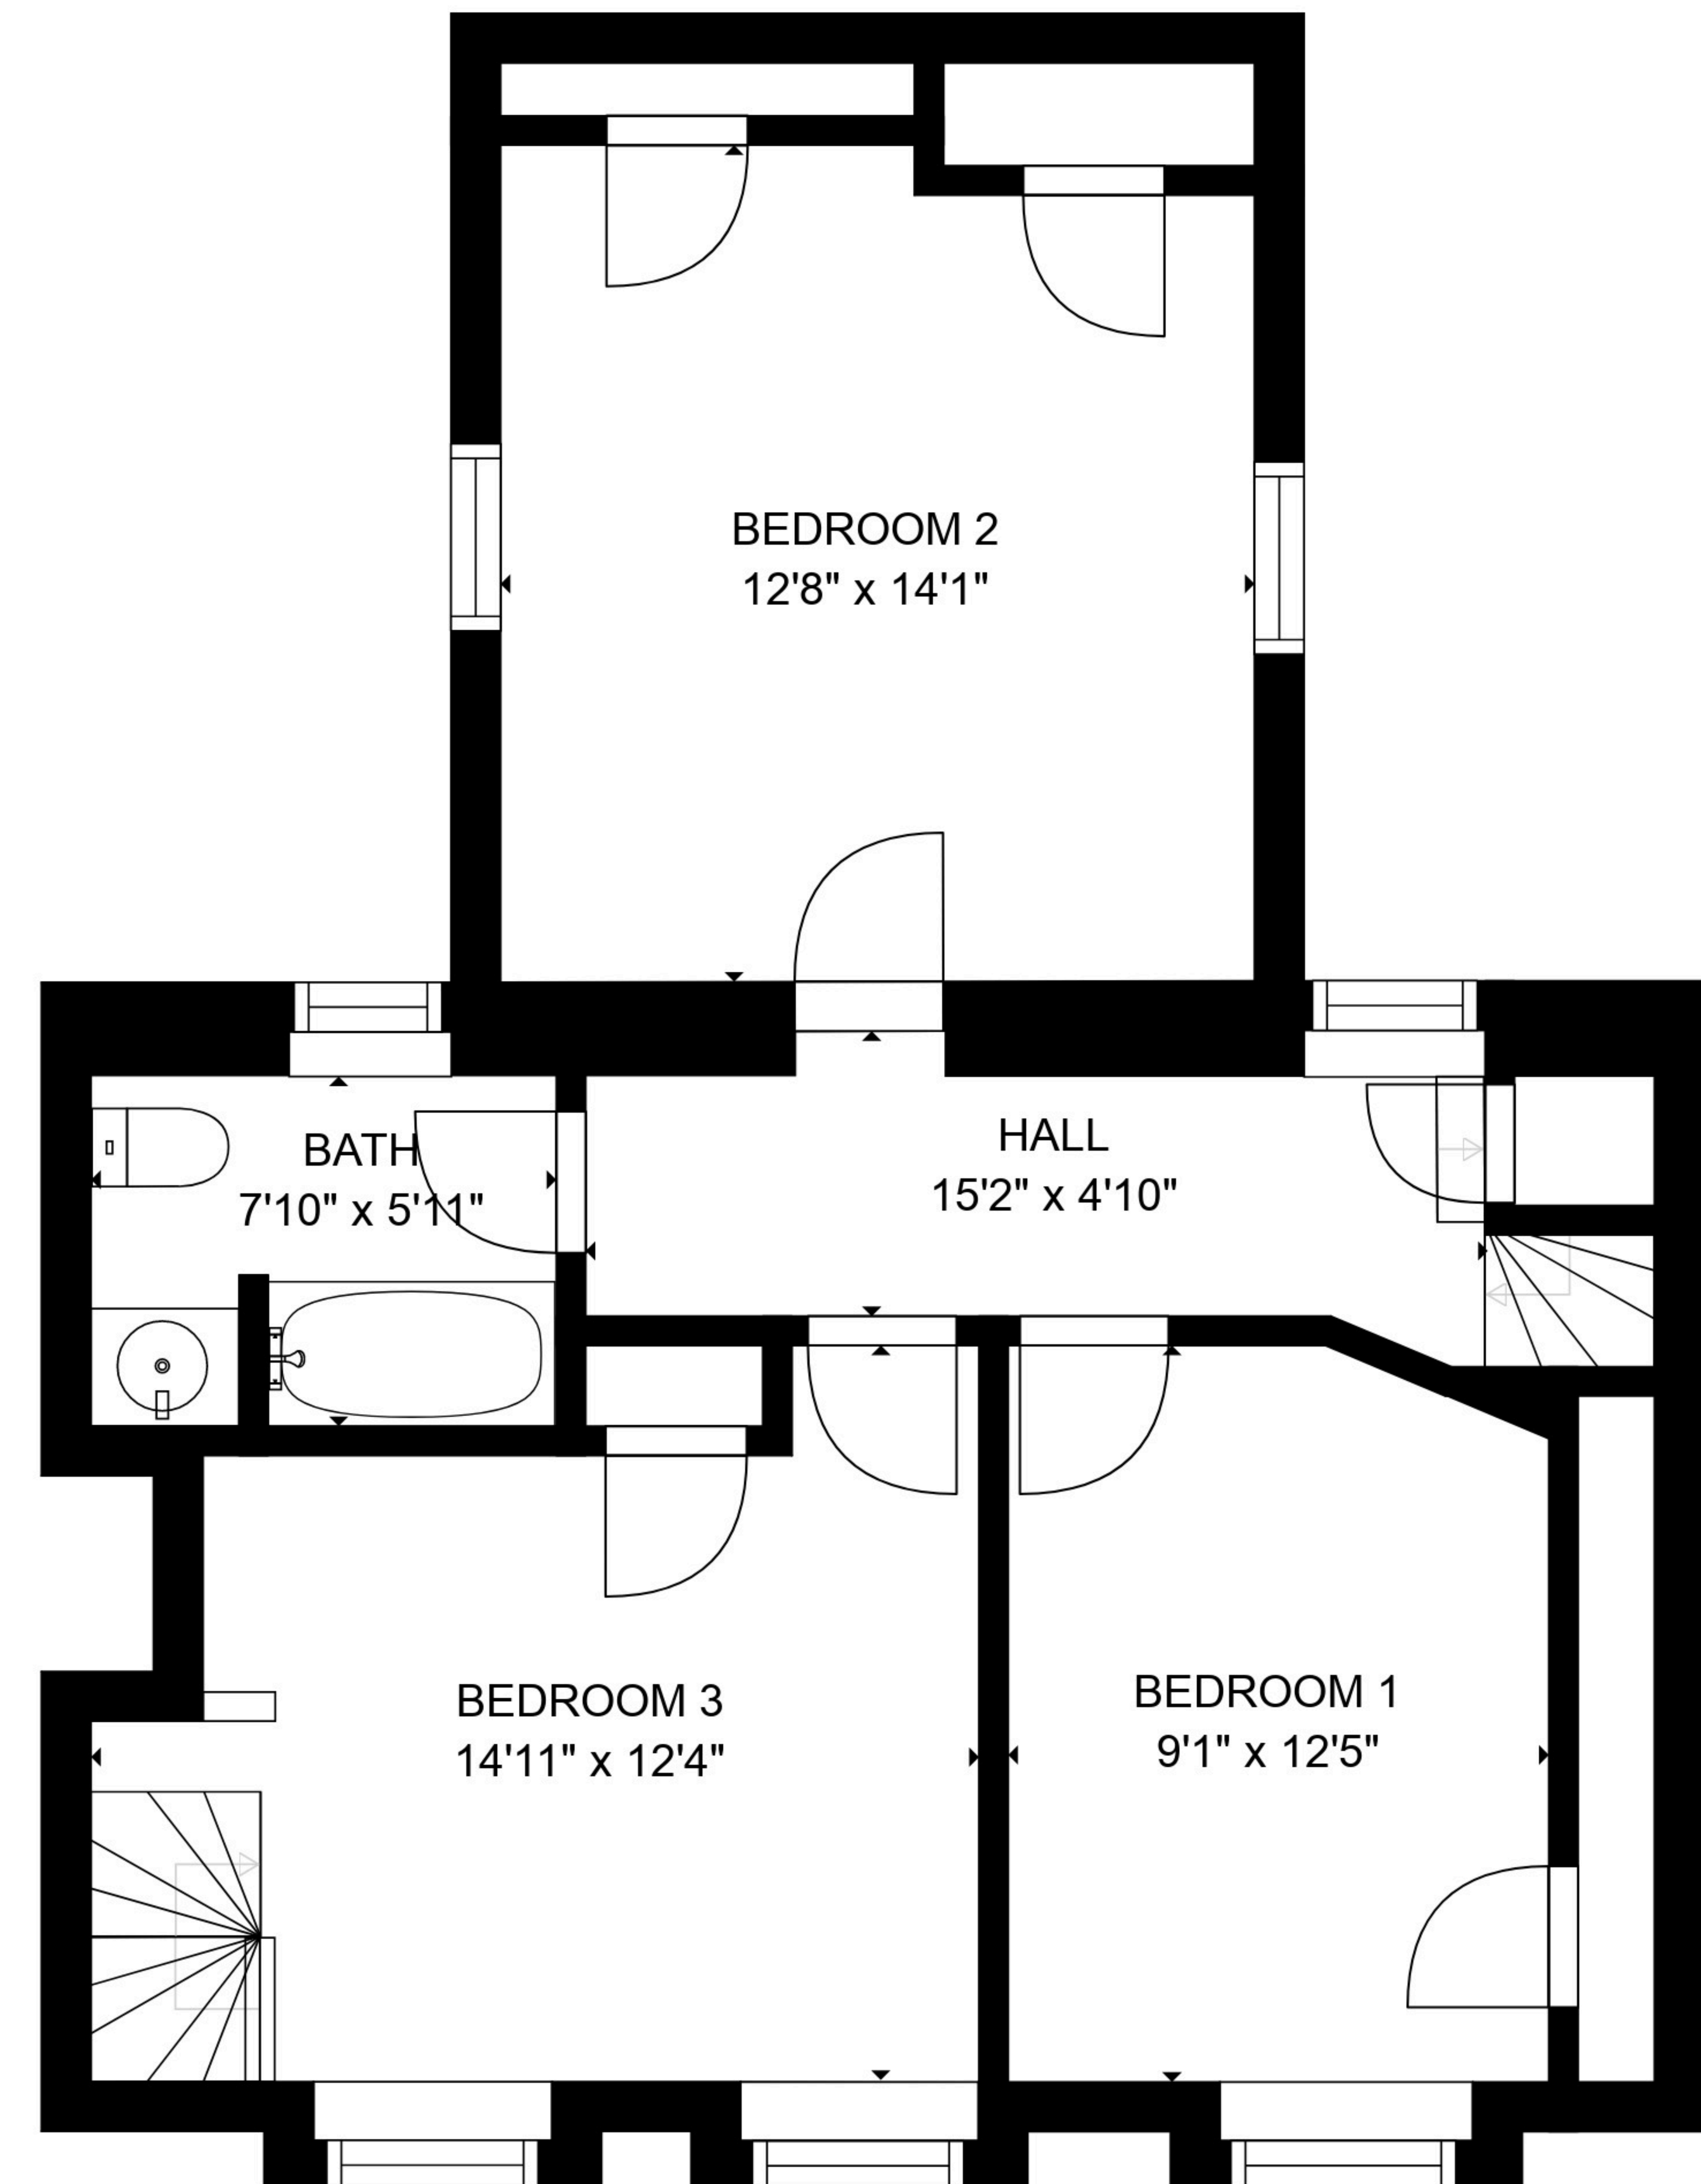 BEDROOM 2
12'8" x 14'1"
BATH
7'10" x 5'11"
HALL
15'2" x 4'10"
BEDROOM 3
14'11" x 12'4"
BEDROOM 1
9'1" x 12'5"